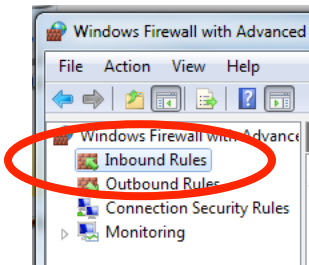 Windows Firewall with Advanced
File Action View Help
Windows Firewall with Advance
Inbound Rules
Outbound Rules
Connection Security Rules
Monitoring